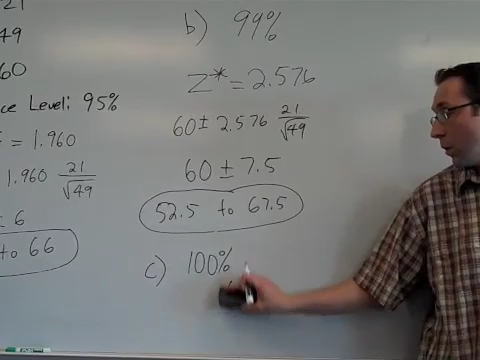 21
49
60
ce Level: 95%
= 1.960
1.960 21/√49
± 6
to 66
b) 99%
Z* = 2.576
60 ± 2.576 21/√49
60 ± 7.5
52.5 to 67.5
c) 100%